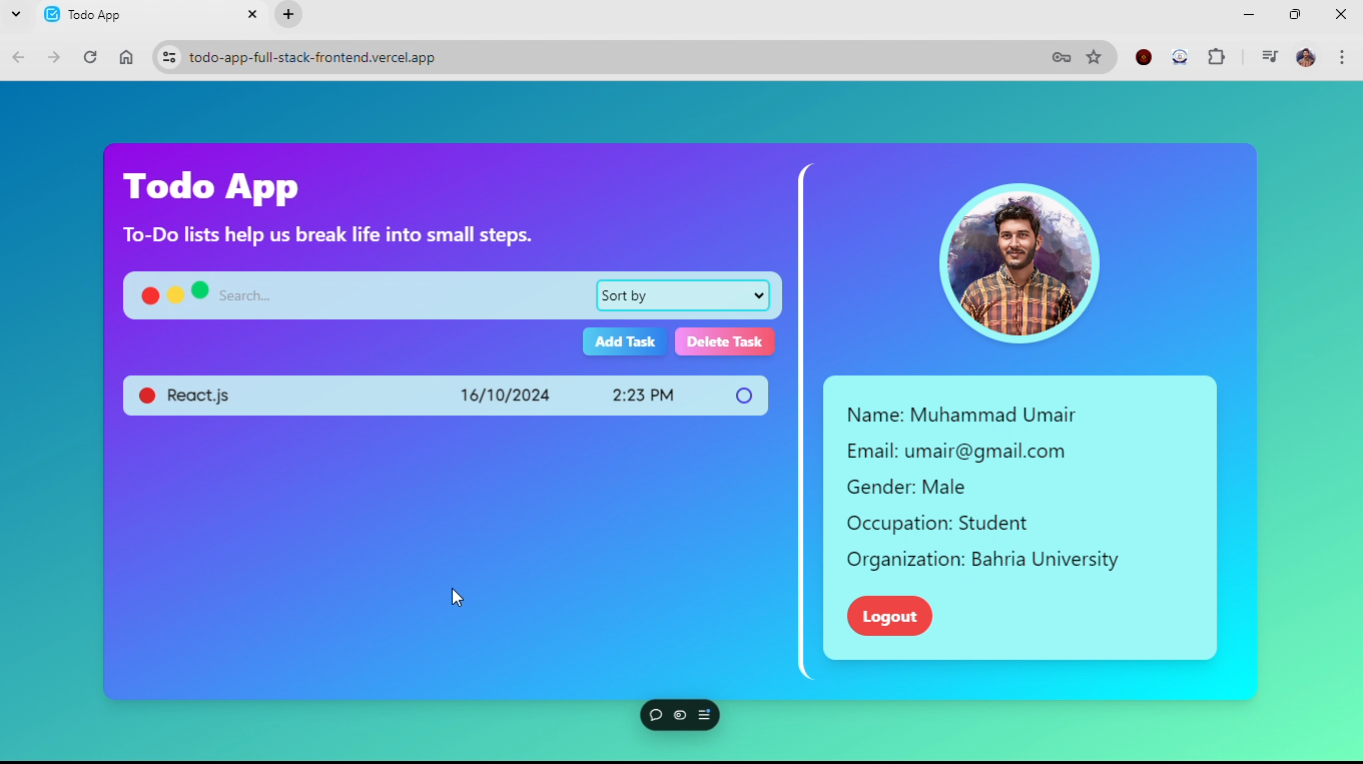 Todo App
todo-app-full-stack-frontend.vercel.app
Todo App
To-Do lists help us break life into small steps.
Search...
Sort by
Add Task
Delete Task
React.js 16/10/2024 2:23 PM
Name: Muhammad Umair
Email: umair@gmail.com
Gender: Male
Occupation: Student
Organization: Bahria University
Logout